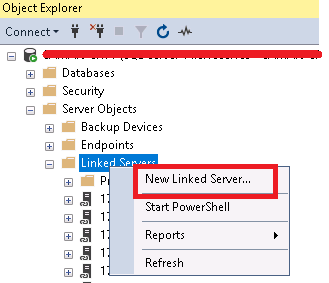 Object Explorer
Connect
Databases
Security
Server Objects
Backup Devices
Endpoints
Linked Servers
New Linked Server...
Start PowerShell
Reports
Refresh